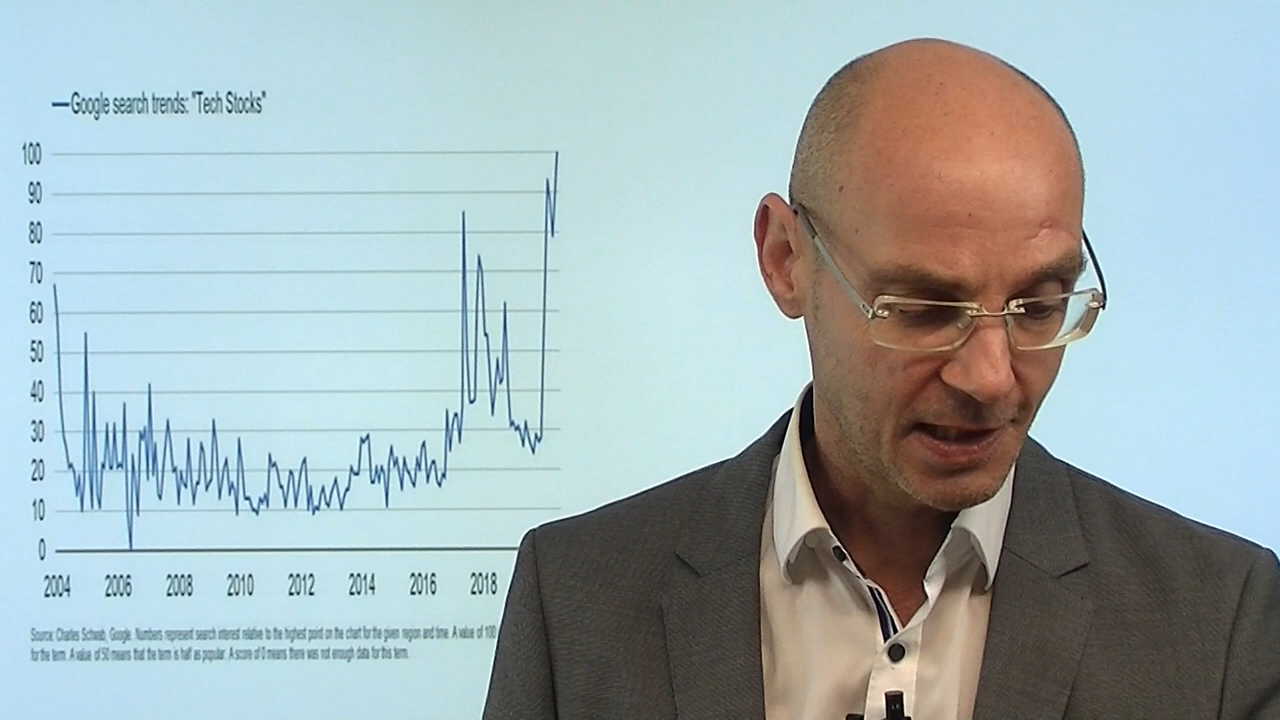 Google search trends: "Tech Stocks"
100
90
80
70
60
50
40
30
20
10
0
2004 2006 2008 2010 2012 2014 2016 2018
Source: Charles Schwab, Google. Numbers represent search interest relative to the highest point on the chart for the given region and time. A value of 100
for the term. A value of 50 means that the term is half as popular. A score of 0 means there was not enough data for this term.